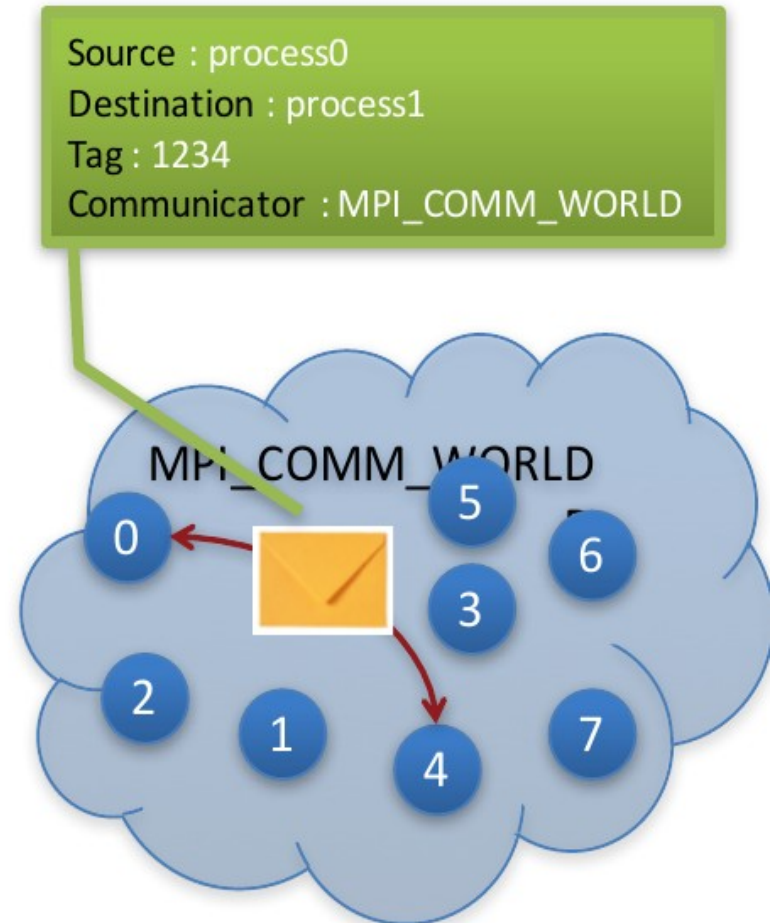 Source : process0
Destination : process1
Tag : 1234
Communicator : MPI_COMM_WORLD
MPI_COMM_WORLD
5
0
6
3
2
1
7
4